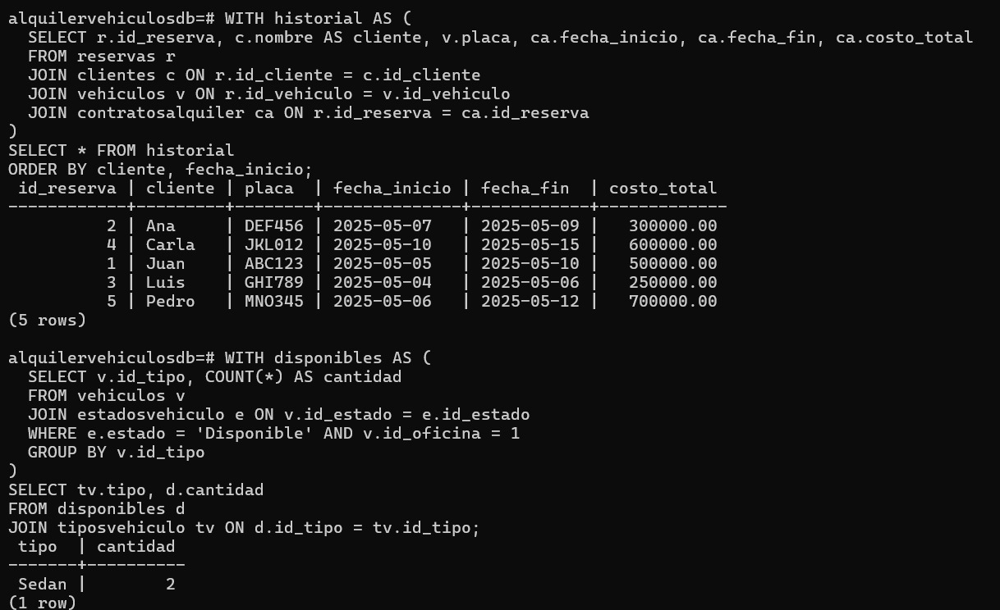 alquilervehiculosdb=# WITH historial AS (
  SELECT r.id_reserva, c.nombre AS cliente, v.placa, ca.fecha_inicio, ca.fecha_fin, ca.costo_total
  FROM reservas r
  JOIN clientes c ON r.id_cliente = c.id_cliente
  JOIN vehiculos v ON r.id_vehiculo = v.id_vehiculo
  JOIN contratosalquiler ca ON r.id_reserva = ca.id_reserva
)
SELECT * FROM historial
ORDER BY cliente, fecha_inicio;
 id_reserva | cliente | placa  | fecha_inicio | fecha_fin  | costo_total
------------+---------+--------+--------------+------------+-------------
          2 | Ana     | DEF456 | 2025-05-07   | 2025-05-09 |   300000.00
          4 | Carla   | JKL012 | 2025-05-10   | 2025-05-15 |   600000.00
          1 | Juan    | ABC123 | 2025-05-05   | 2025-05-10 |   500000.00
          3 | Luis    | GHI789 | 2025-05-04   | 2025-05-06 |   250000.00
          5 | Pedro   | MNO345 | 2025-05-06   | 2025-05-12 |   700000.00
(5 rows)

alquilervehiculosdb=# WITH disponibles AS (
  SELECT v.id_tipo, COUNT(*) AS cantidad
  FROM vehiculos v
  JOIN estadosvehiculo e ON v.id_estado = e.id_estado
  WHERE e.estado = 'Disponible' AND v.id_oficina = 1
  GROUP BY v.id_tipo
)
SELECT tv.tipo, d.cantidad
FROM disponibles d
JOIN tiposvehiculo tv ON d.id_tipo = tv.id_tipo;
 tipo  | cantidad
-------+----------
 Sedan |        2
(1 row)